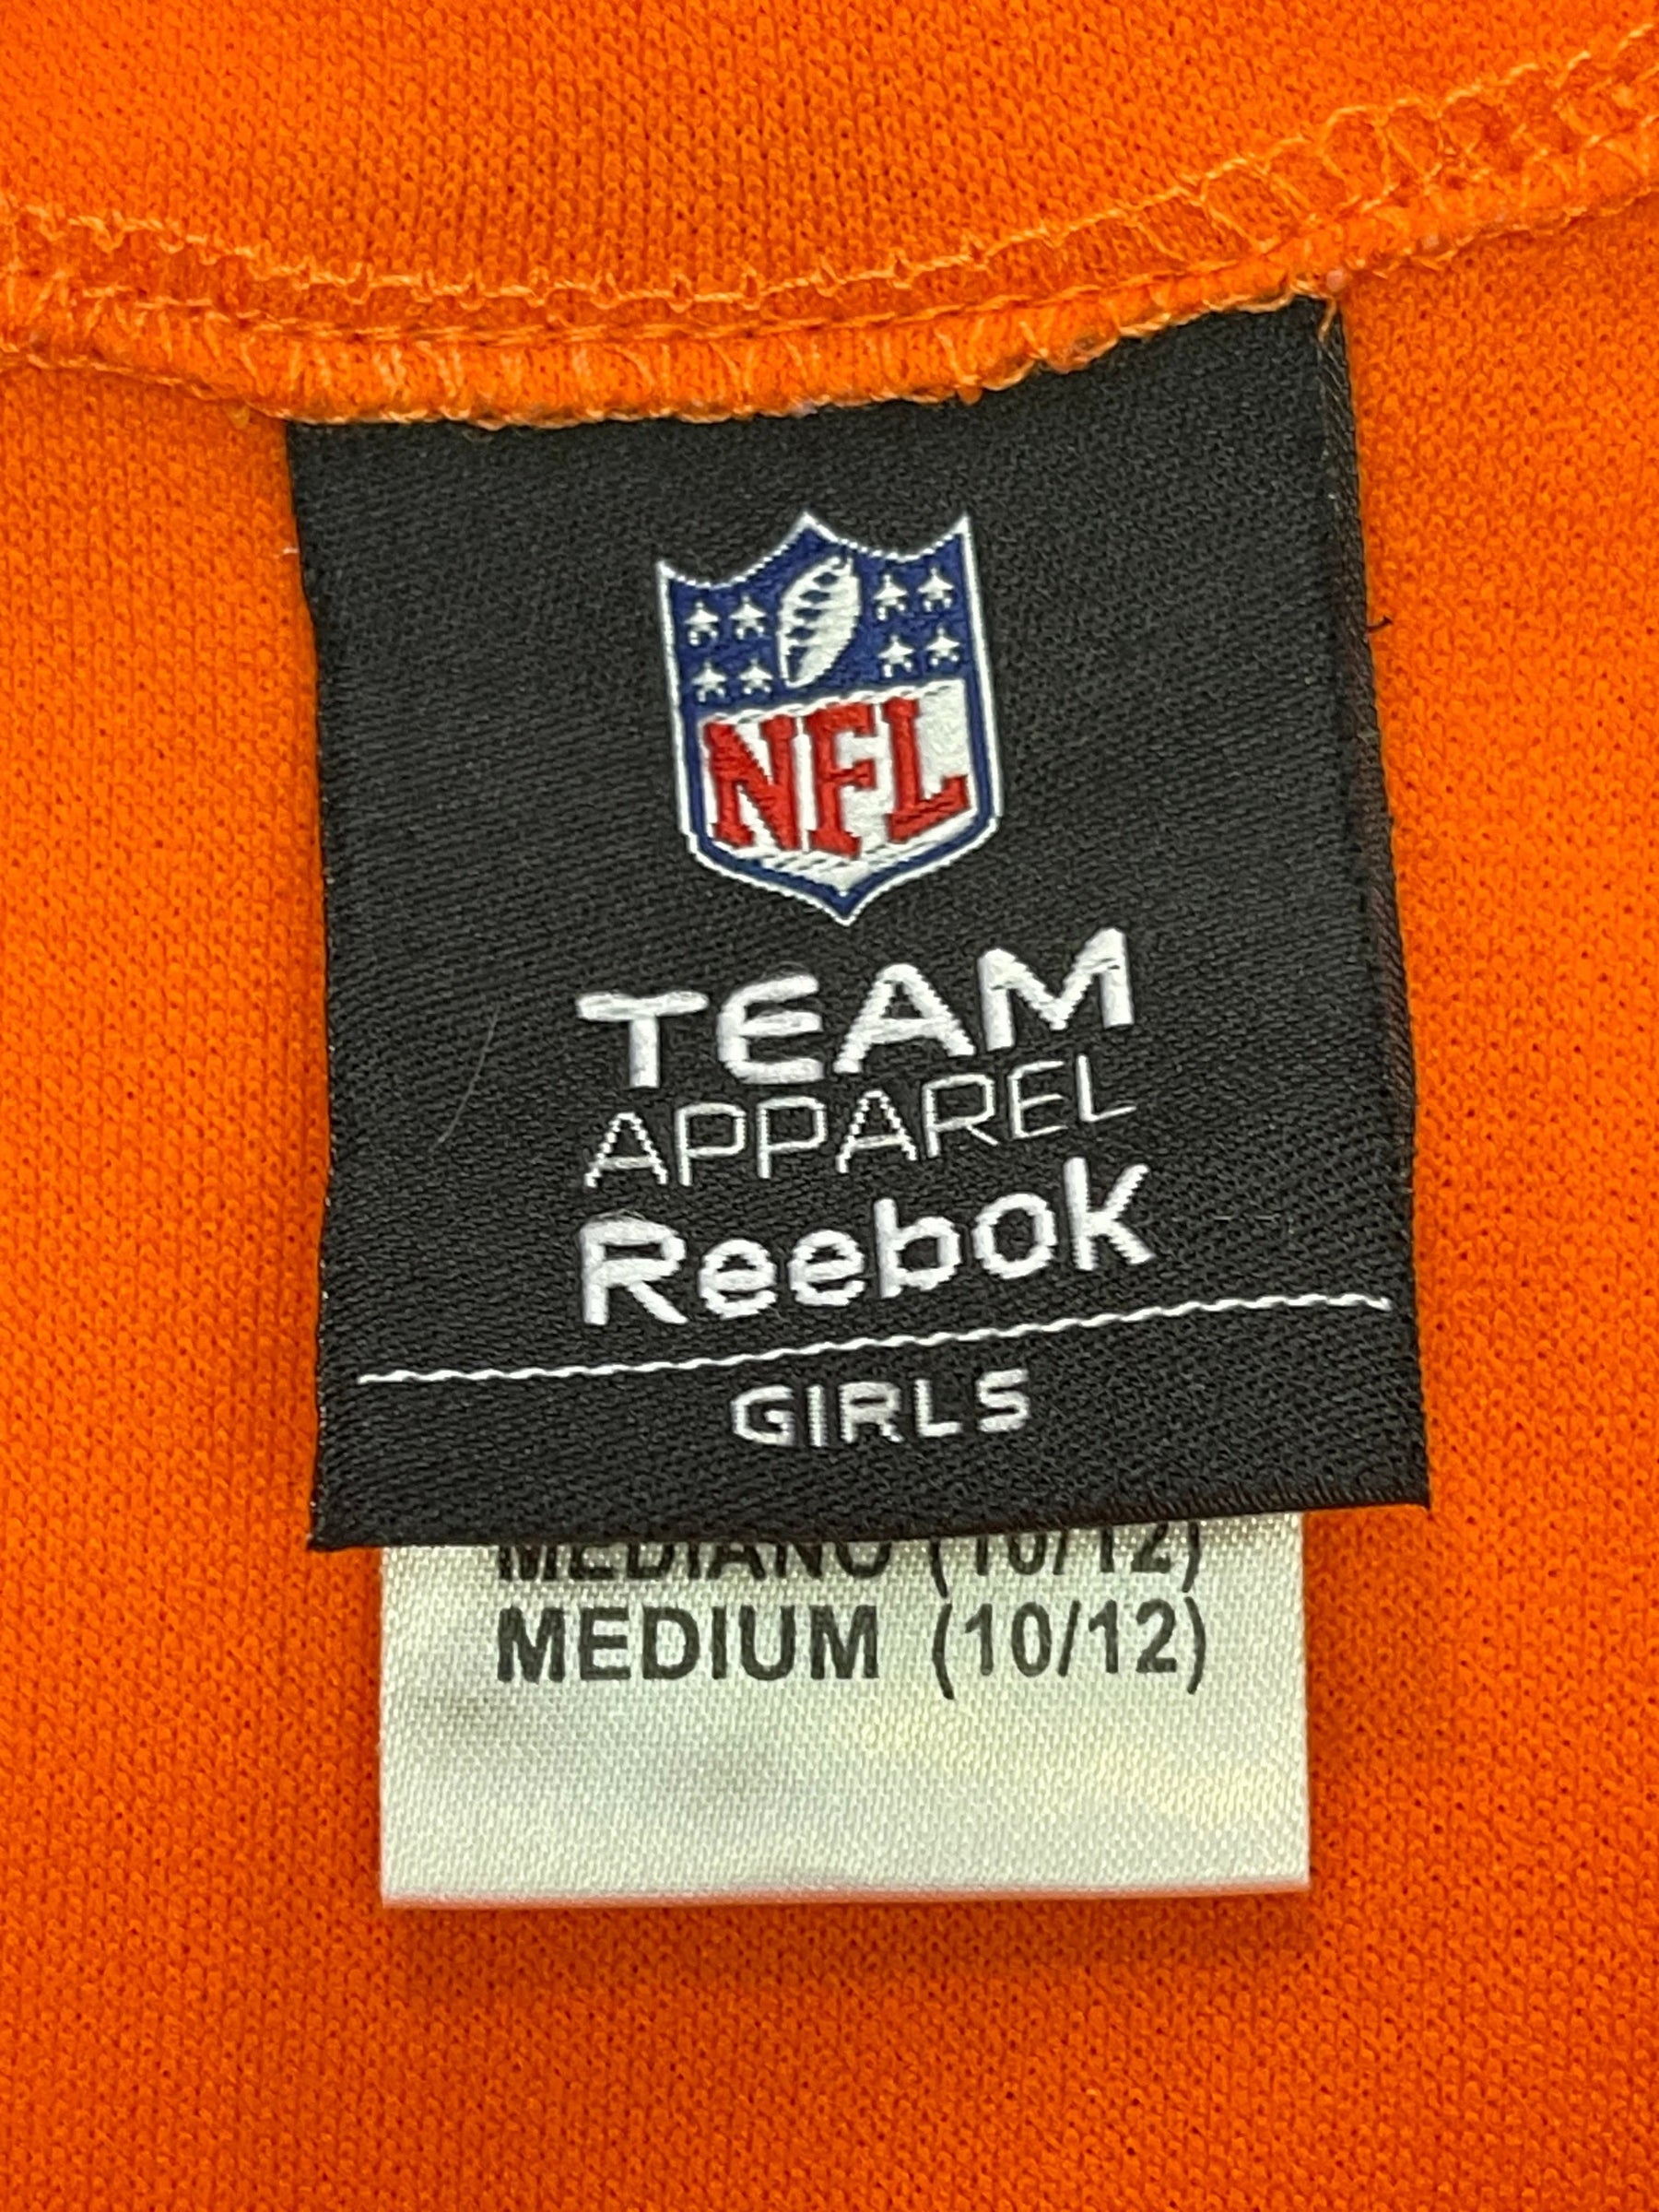 NFL
TEAM
APPAREL
Reebok
GIRLS
MEDIANO (10/12)
MEDIUM (10/12)